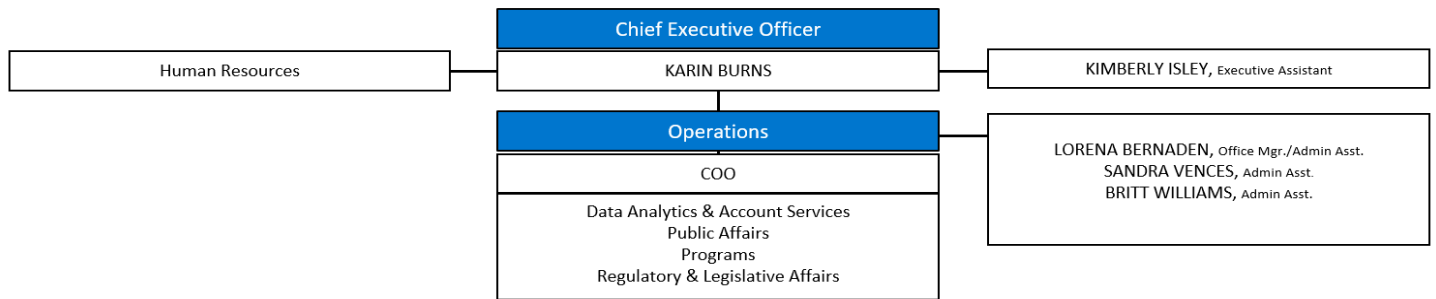 Chief Executive Officer
Human Resources
KARIN BURNS
KIMBERLY ISLEY, Executive Assistant
Operations
COO
Data Analytics & Account Services
Public Affairs
Programs
Regulatory & Legislative Affairs
LORENA BERNADEN, Office Mgr./Admin Asst.
SANDRA VENCES, Admin Asst.
BRITT WILLIAMS, Admin Asst.